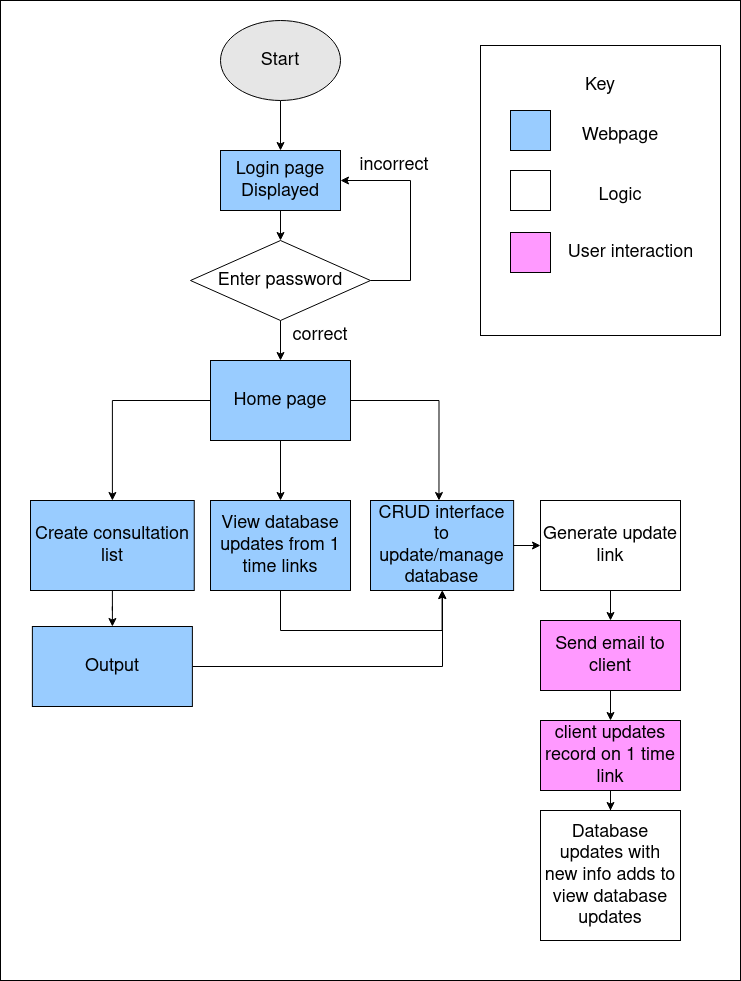 Start
Key
Webpage
Logic
User interaction
Login page
Displayed
incorrect
Enter password
correct
Home page
Create consultation
list
View database
updates from 1
time links
CRUD interface
to
update/manage
database
Generate update
link
Output
Send email to
client
client updates
record on 1 time
link
Database
updates with
new info adds to
view database
updates